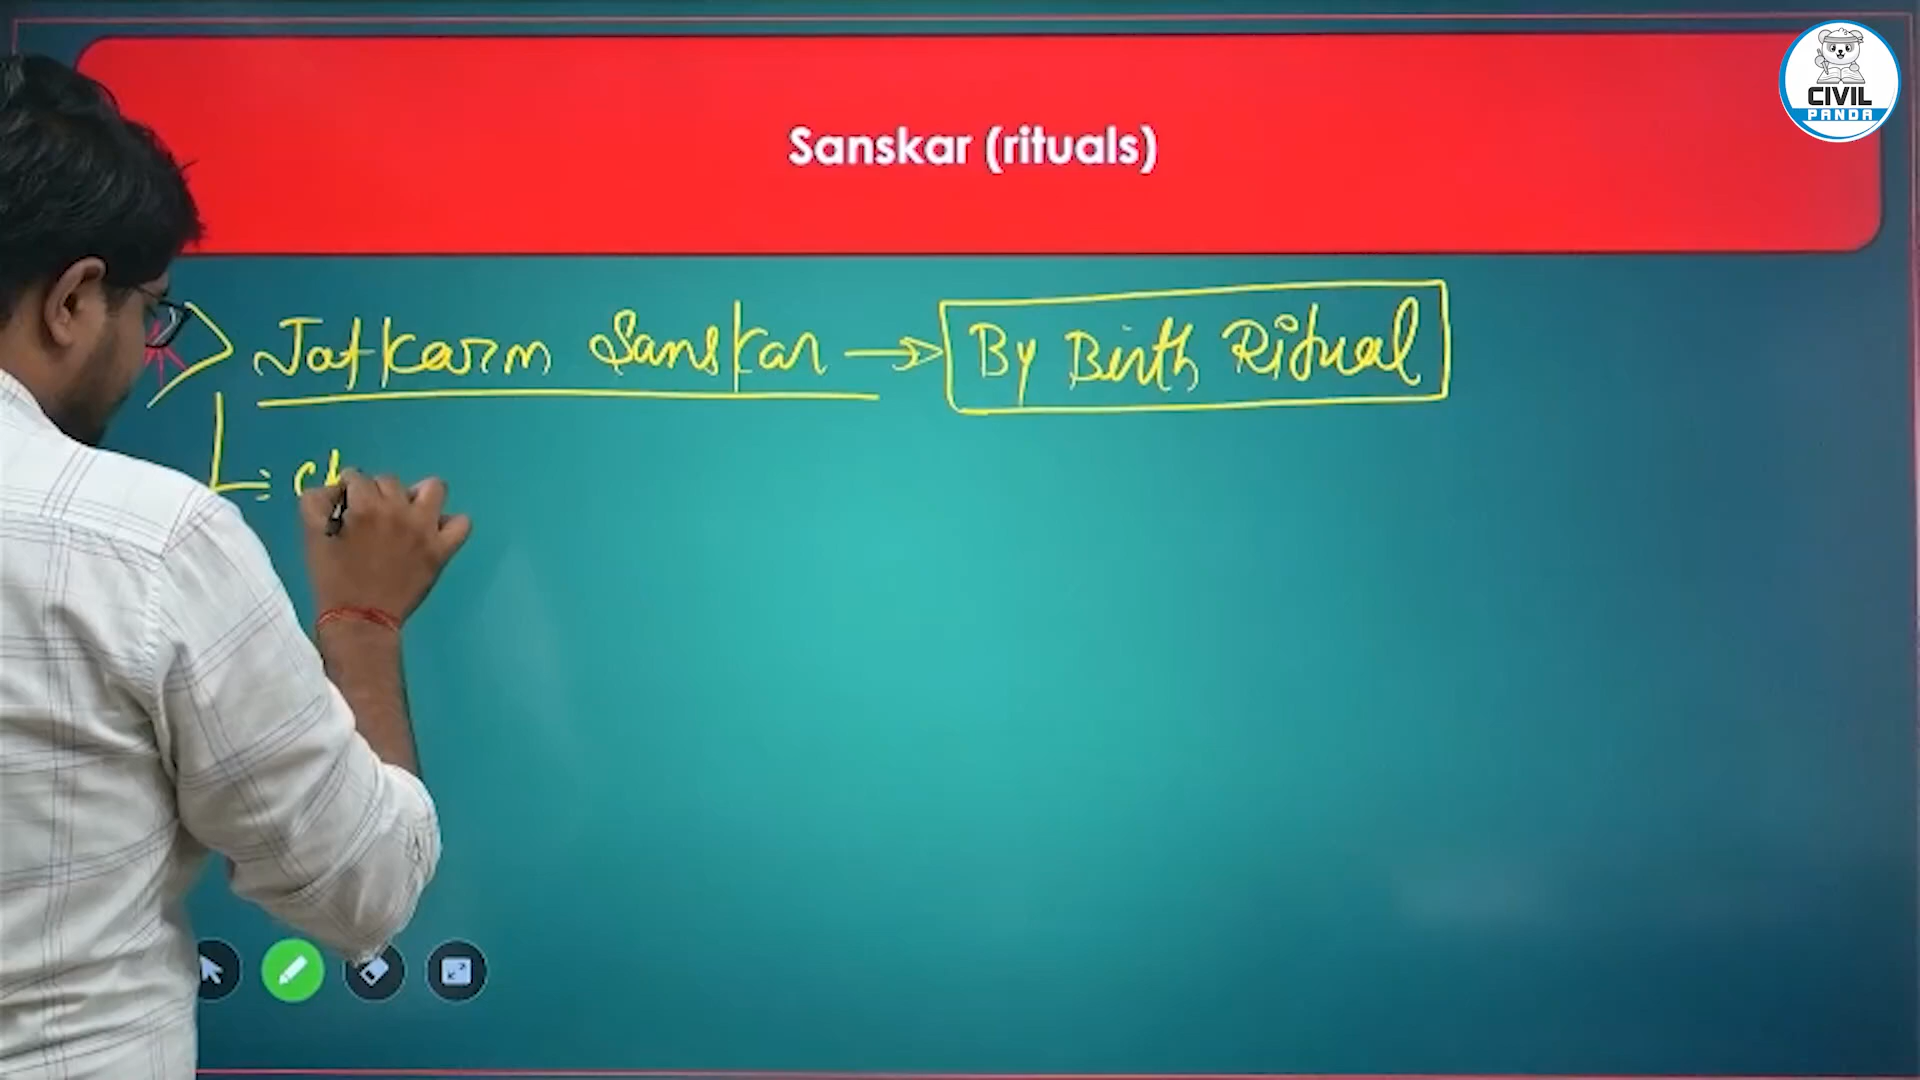 CIVIL
PANDA
Sanskar (rituals)
Jatkarm Sanskar → By Birth Ritual